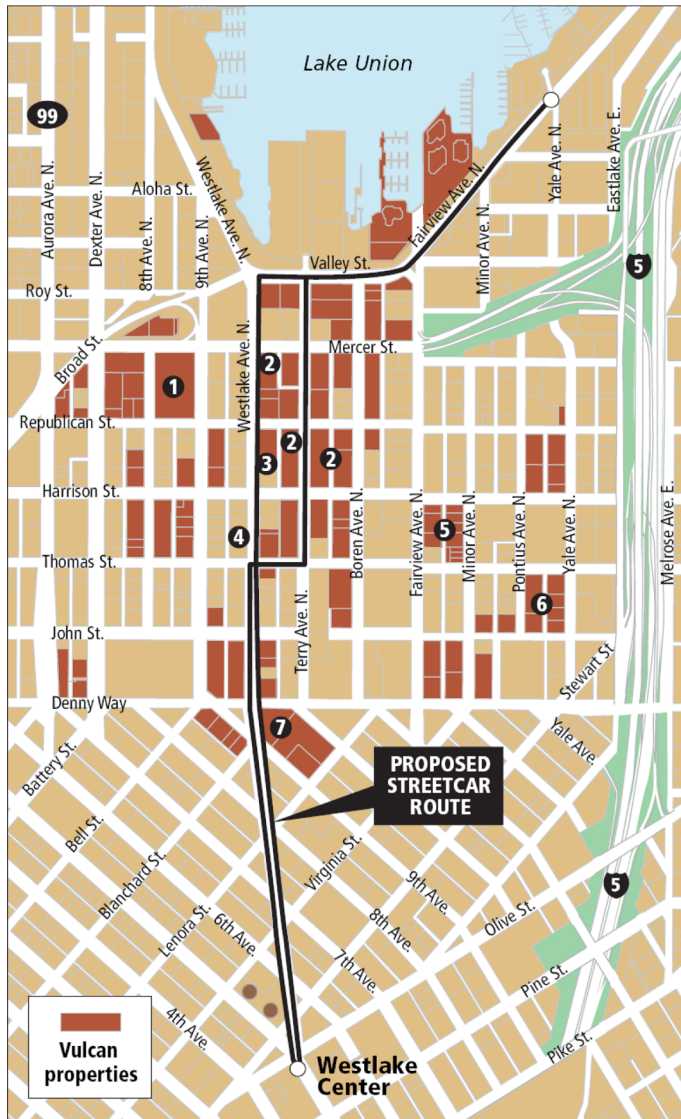 Lake Union
99
Aurora Ave. N.
Dexter Ave. N.
Aloha St.
8th Ave. N.
9th Ave. N.
Westlake Ave. N.
Fairview Ave. N.
Yale Ave. N.
Eastlake Ave. E.
Minor Ave. N.
5
Valley St.
Roy St.
Broad St.
Mercer St.
Westlake Ave. N.
1
2
Republican St.
3
2
2
Harrison St.
4
5
Boren Ave. N.
Fairview Ave. N.
Minor Ave. N.
Pontius Ave. N.
Yale Ave. N.
Melrose Ave. E.
Thomas St.
6
John St.
Terry Ave. N.
Stewart St
Denny Way
7
Yale Ave.
Battery St.
PROPOSED
STREETCAR
ROUTE
Bell St.
Virginia St.
Blanchard St.
9th Ave.
5
Lenora St.
6th Ave.
8th Ave.
Olive St.
7th Ave.
Pine St.
4th Ave.
Pike St.
Vulcan
properties
Westlake
Center